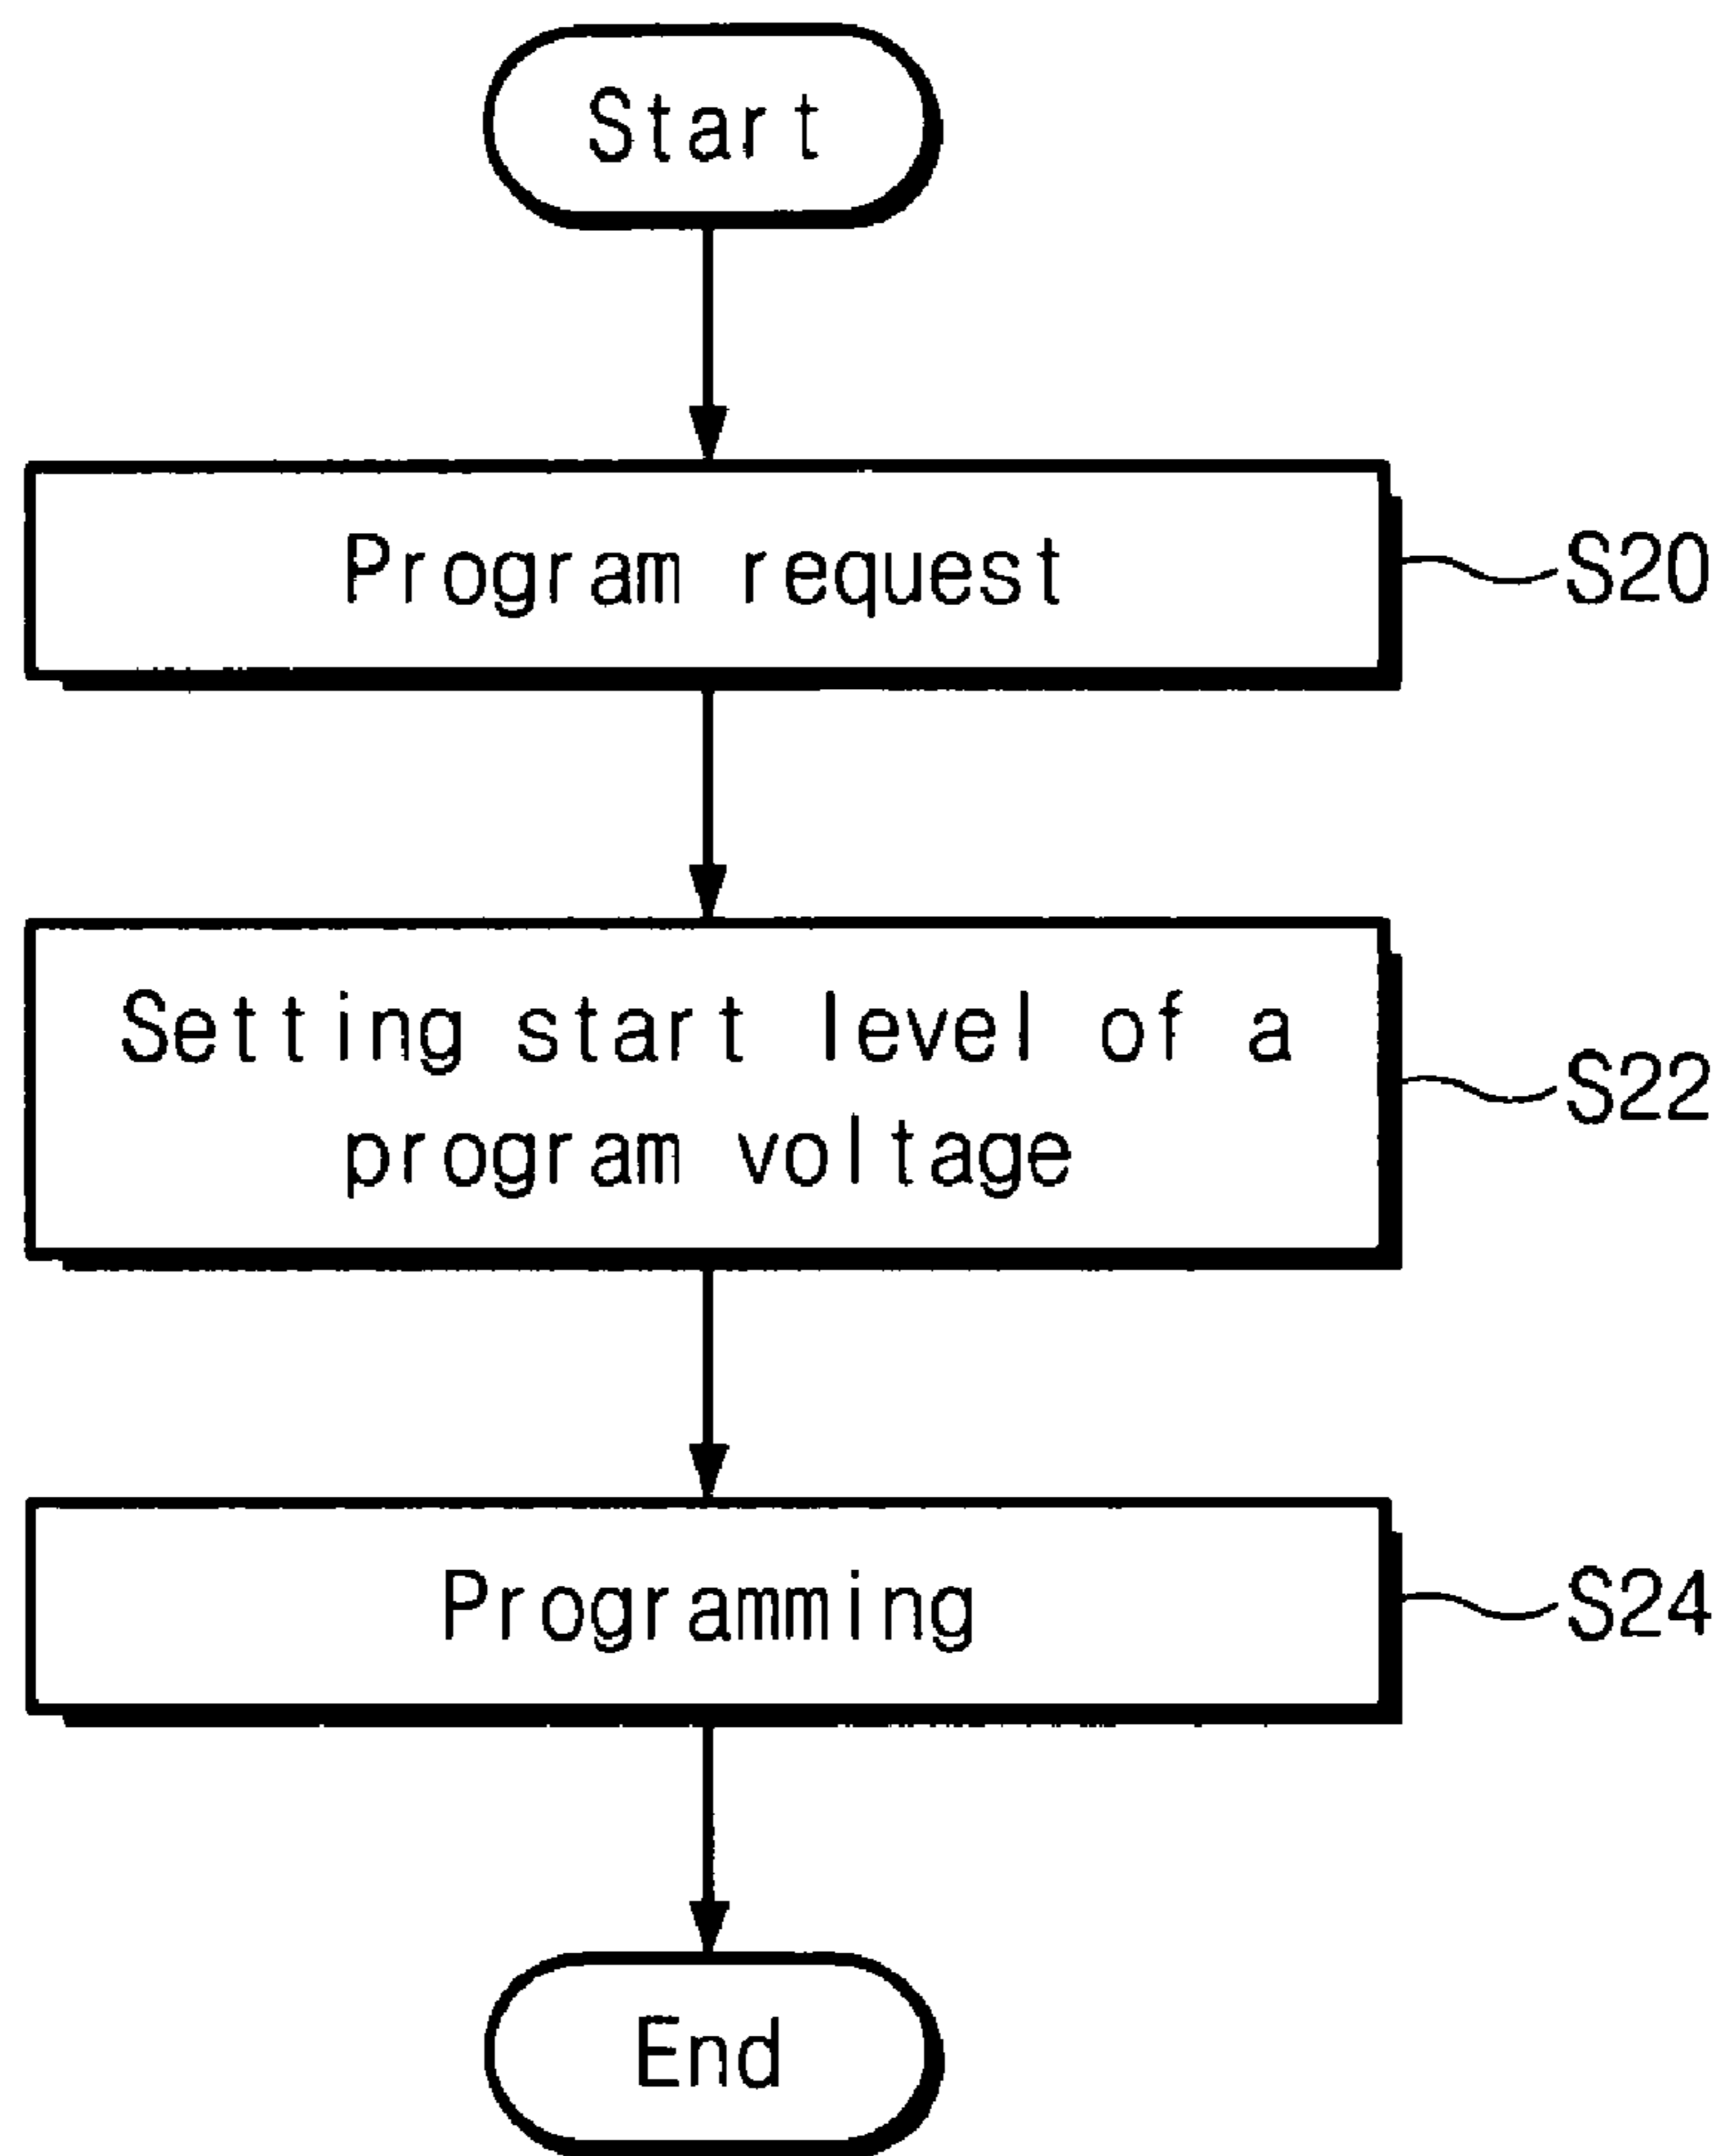 Start
Program request
S20
Setting start level of a
program voltage
S22
Programming
S24
End